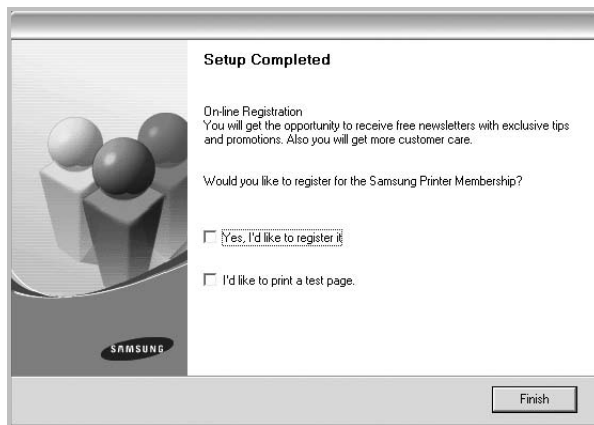 Setup Completed
On-line Registration
You will get the opportunity to receive free newsletters with exclusive tips
and promotions. Also you will get more customer care.
Would you like to register for the Samsung Printer Membership?
Yes, I'd like to register it
I'd like to print a test page.
SAMSUNG
Finish